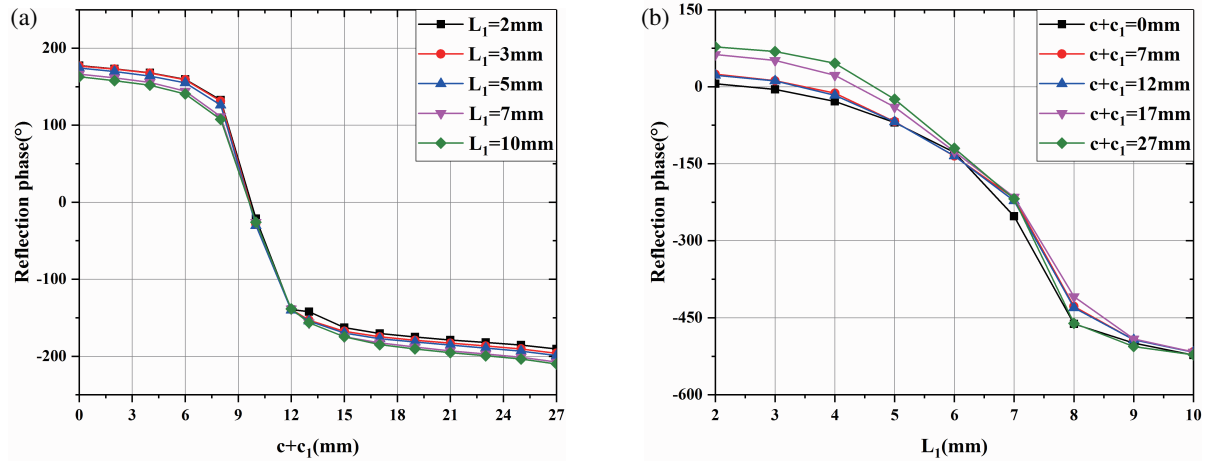 (a)
L1=2mm
L1=3mm
L1=5mm
L1=7mm
L1=10mm
200
100
0
-100
-200
Reflection phase(°)
0 3 6 9 12 15 18 21 24 27
c+c1(mm)
(b)
c+c1=0mm
c+c1=7mm
c+c1=12mm
c+c1=17mm
c+c1=27mm
150
0
-150
-300
-450
-600
Reflection phase(°)
2 3 4 5 6 7 8 9 10
L1(mm)